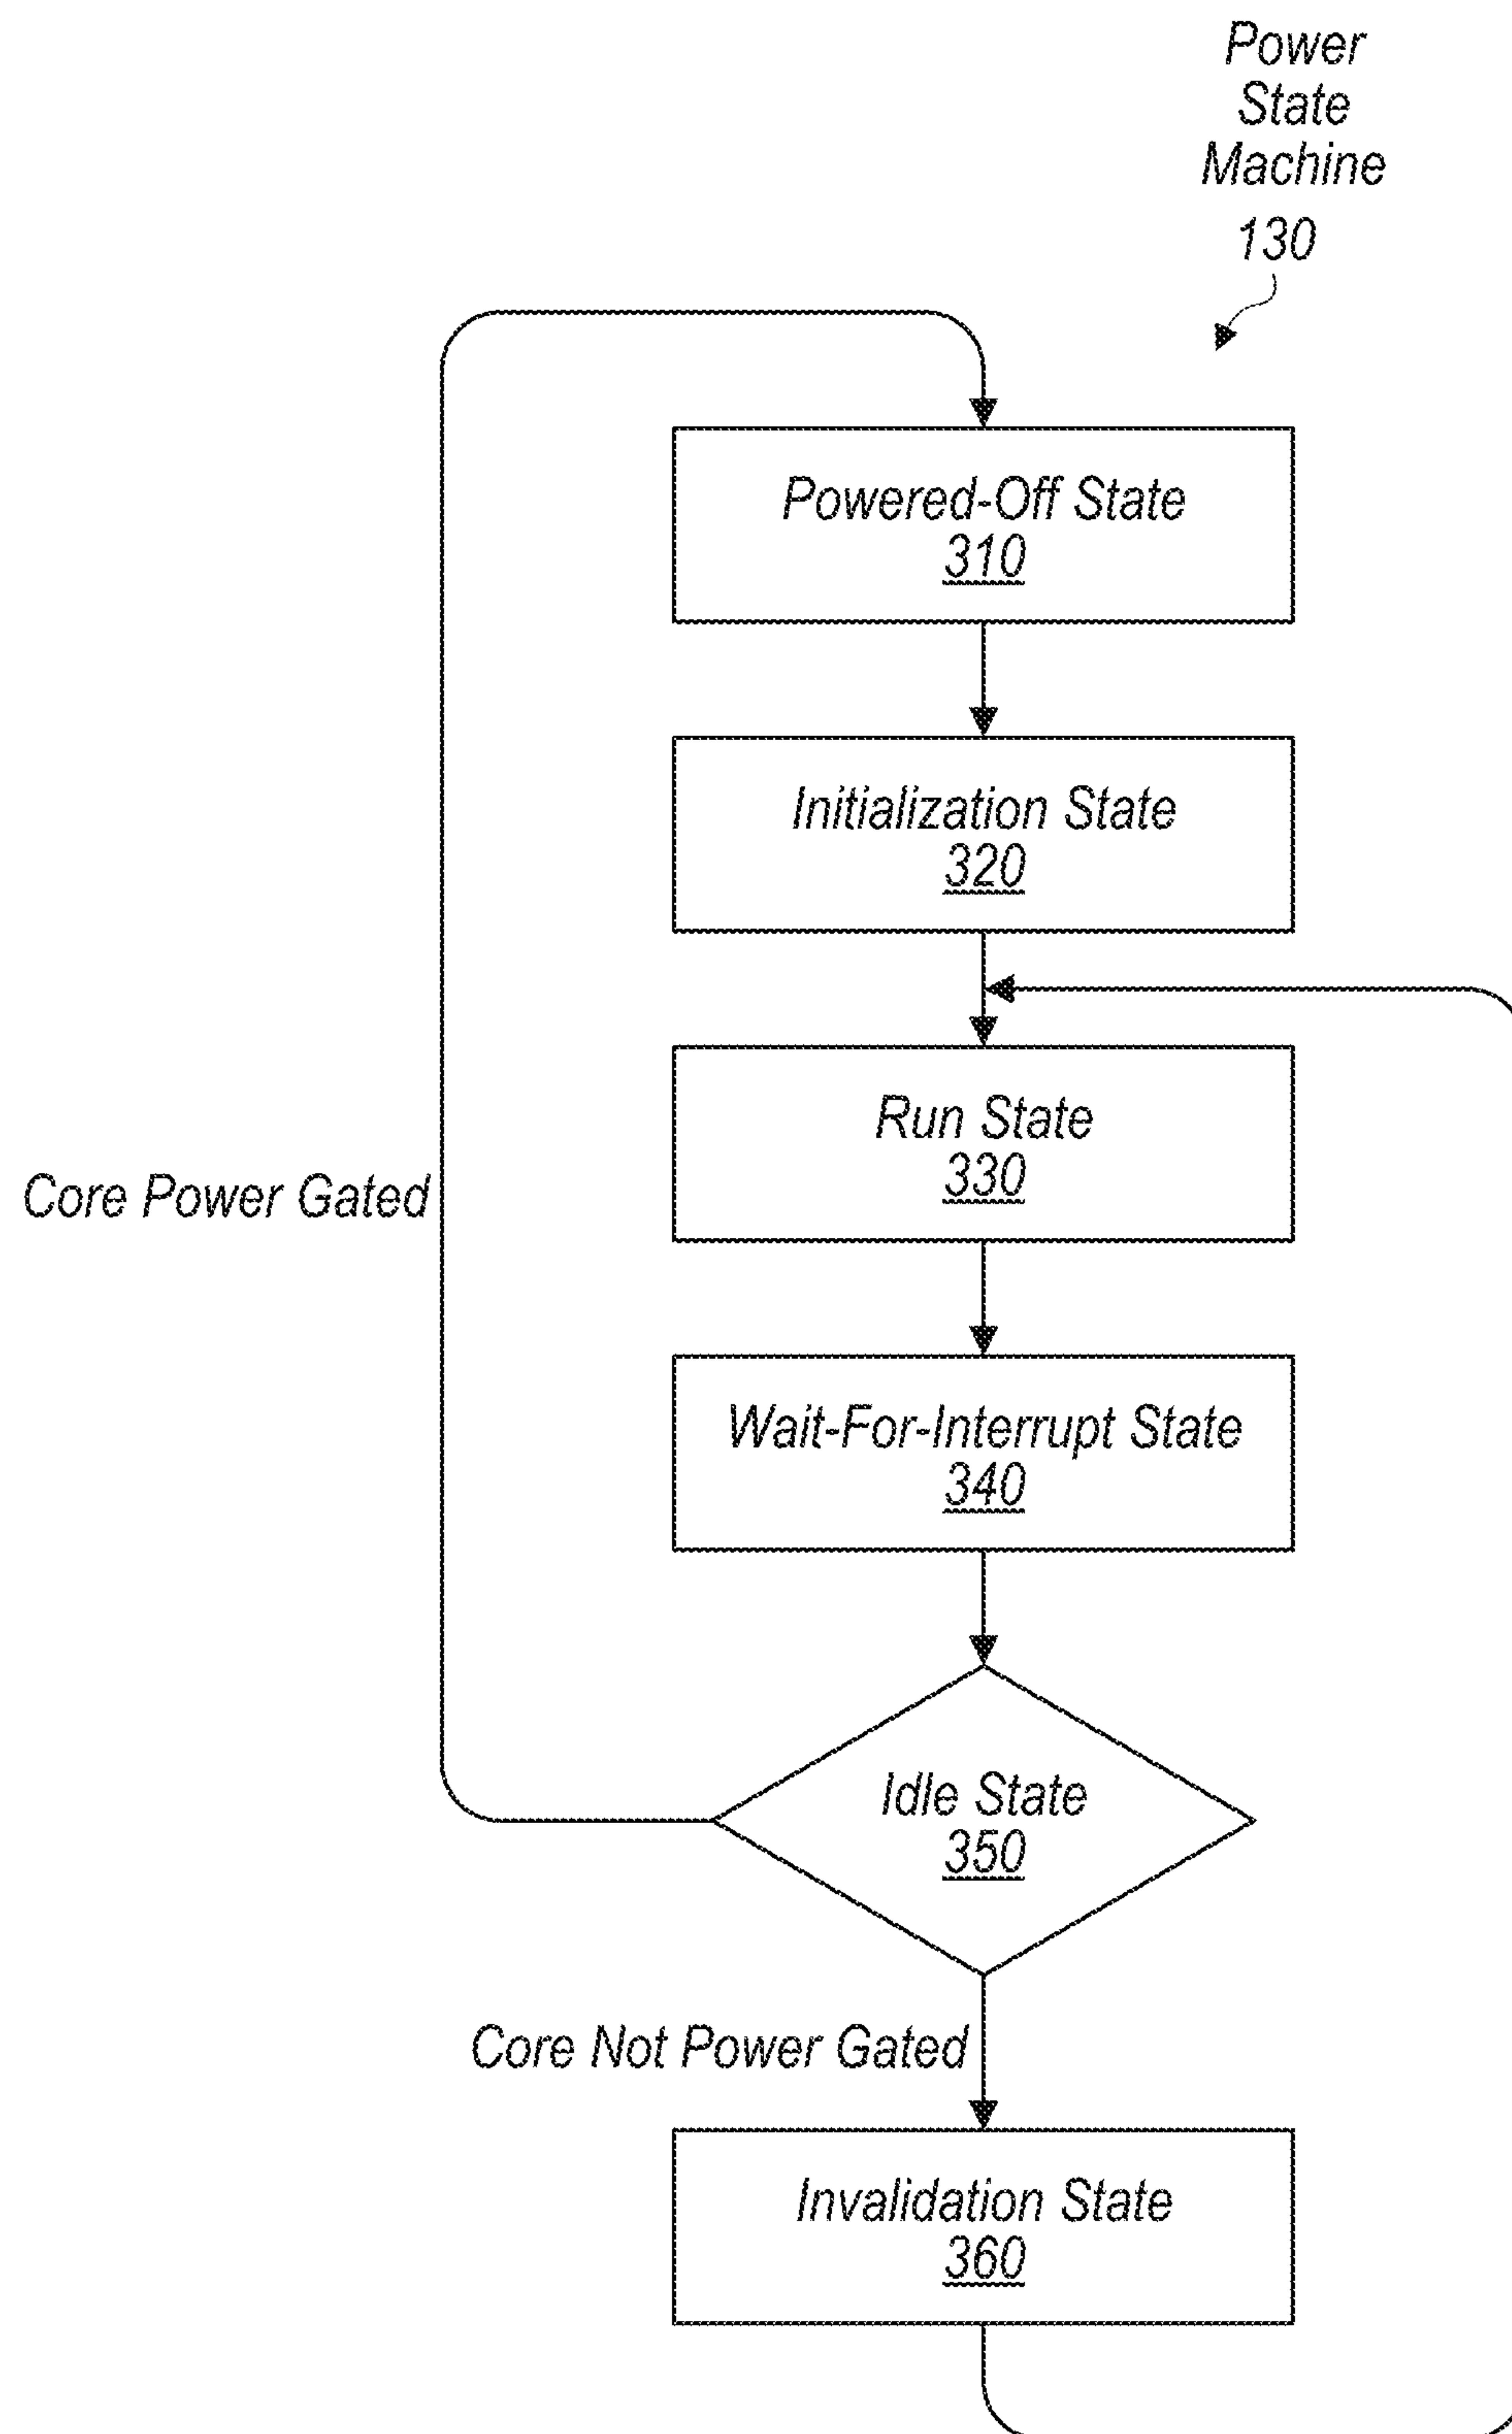 Power
State
Machine
130
Powered-Off State
310
Initialization State
320
Run State
330
Core Power Gated
Wait-For-Interrupt State
340
Idle State
350
Core Not Power Gated
Invalidation State
360